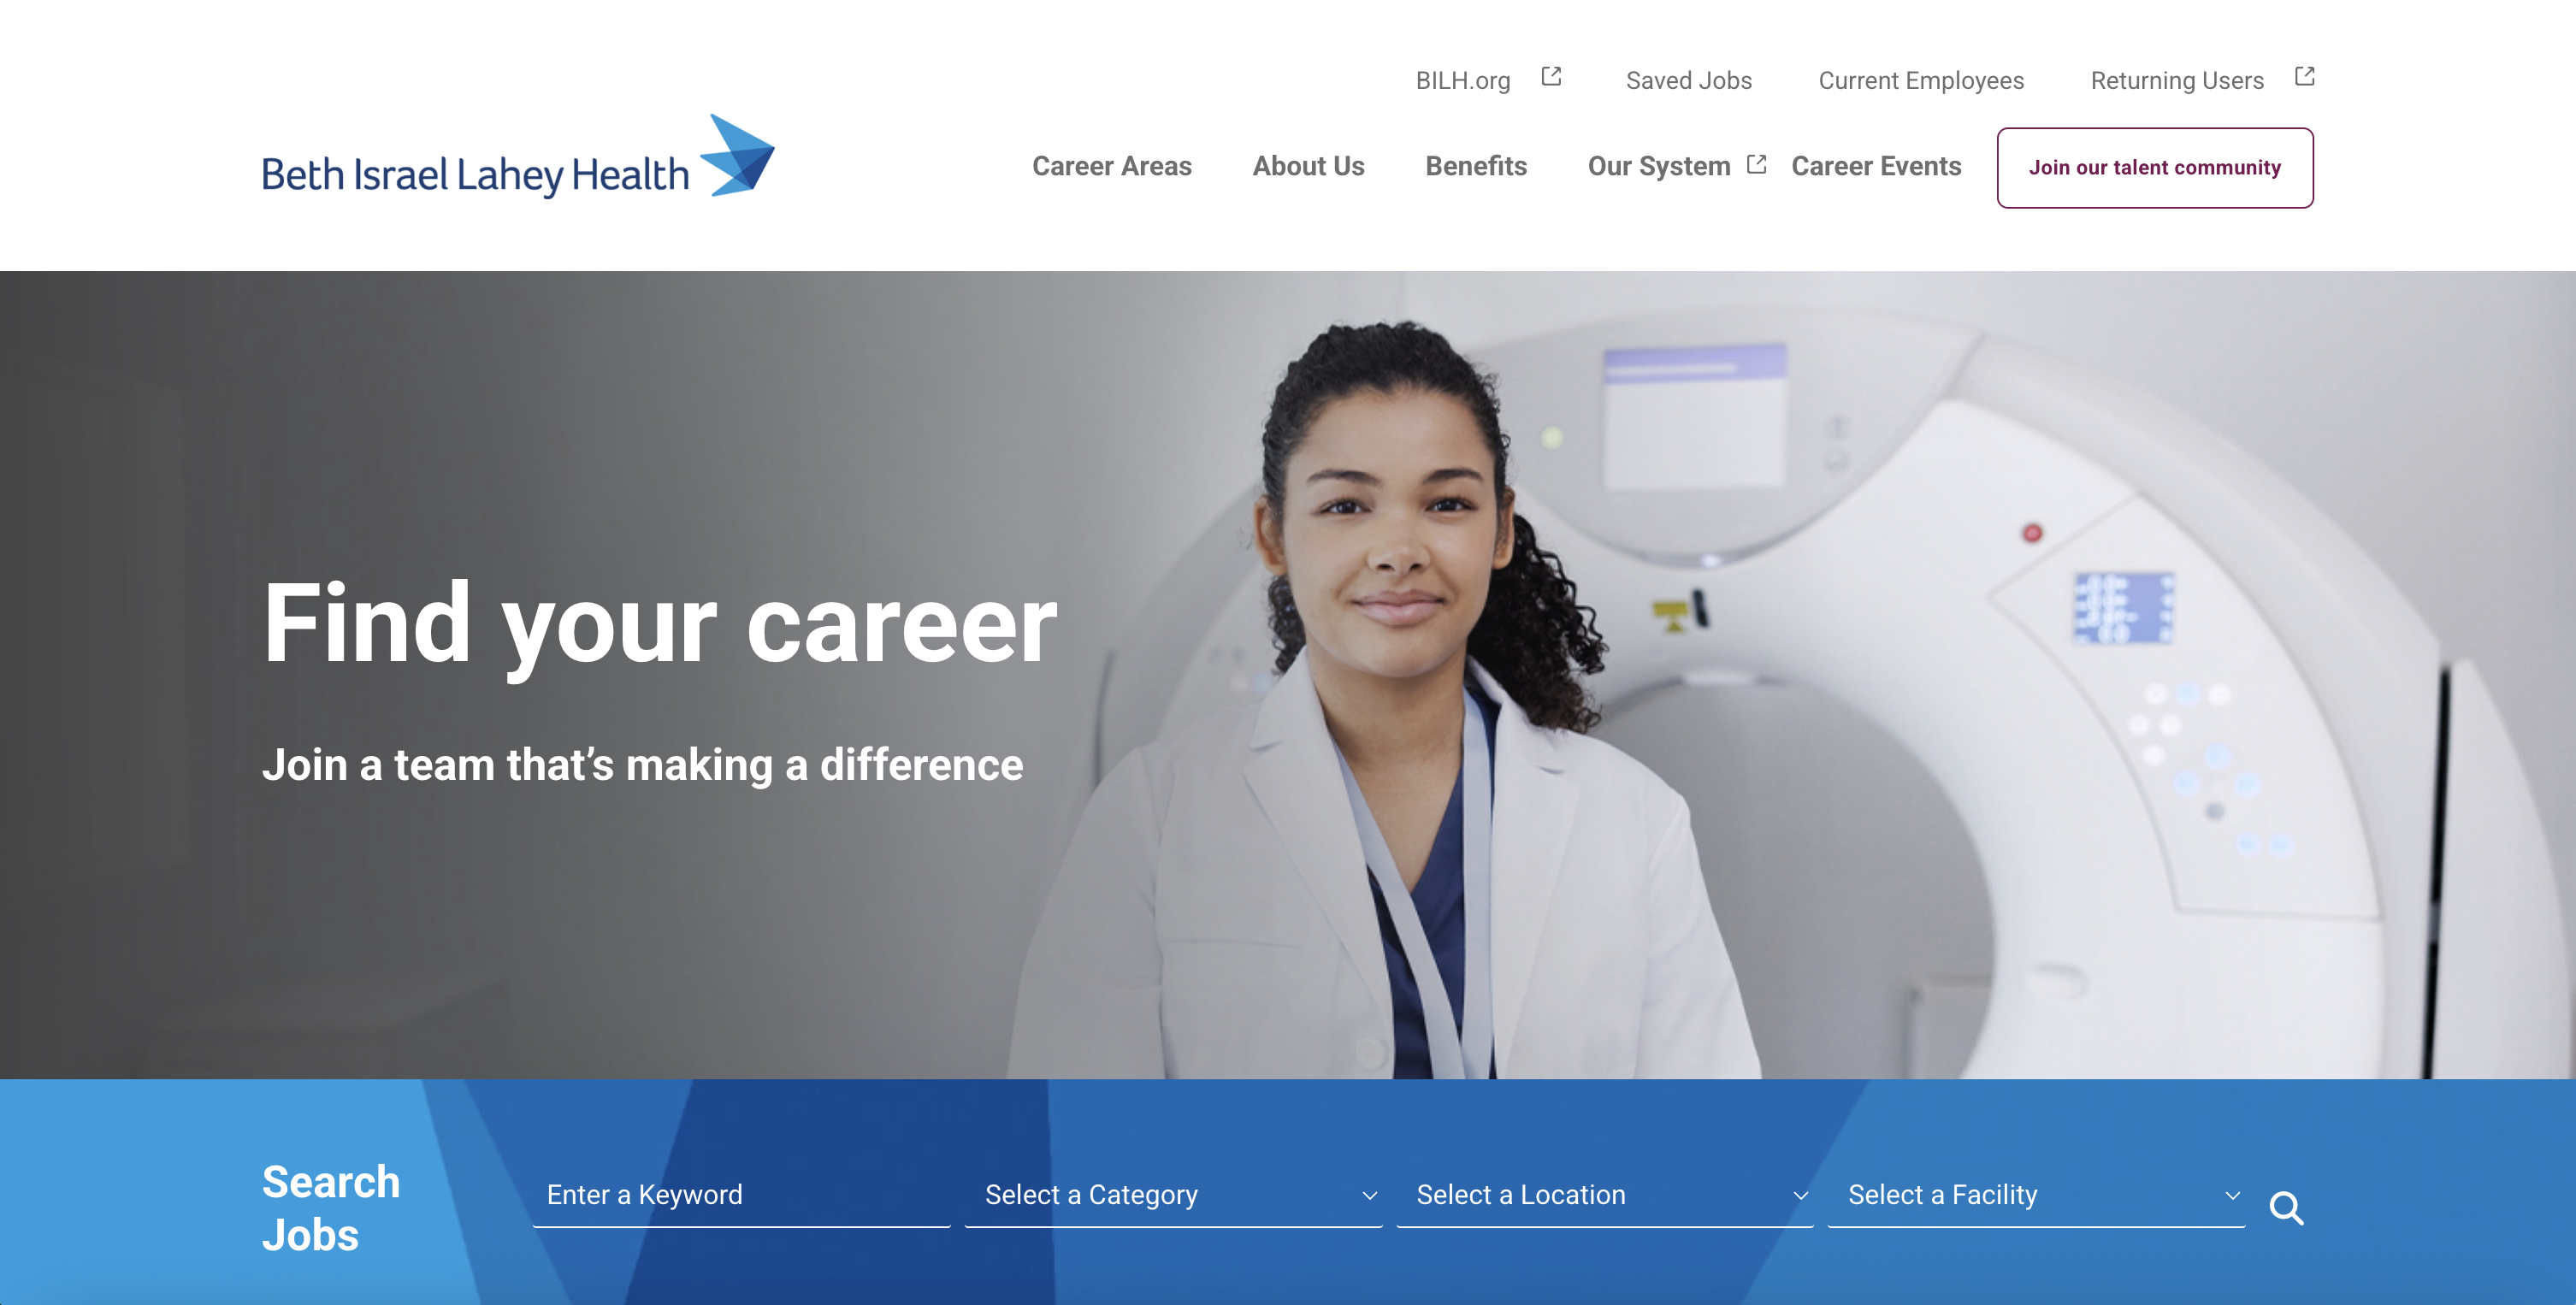 BILH.org
Saved Jobs
Current Employees
Returning Users
Beth Israel Lahey Health
Career Areas
About Us
Benefits
Our System
Career Events
Join our talent community
Find your career
Join a team that’s making a difference
Search
Jobs
Enter a Keyword
Select a Category
Select a Location
Select a Facility